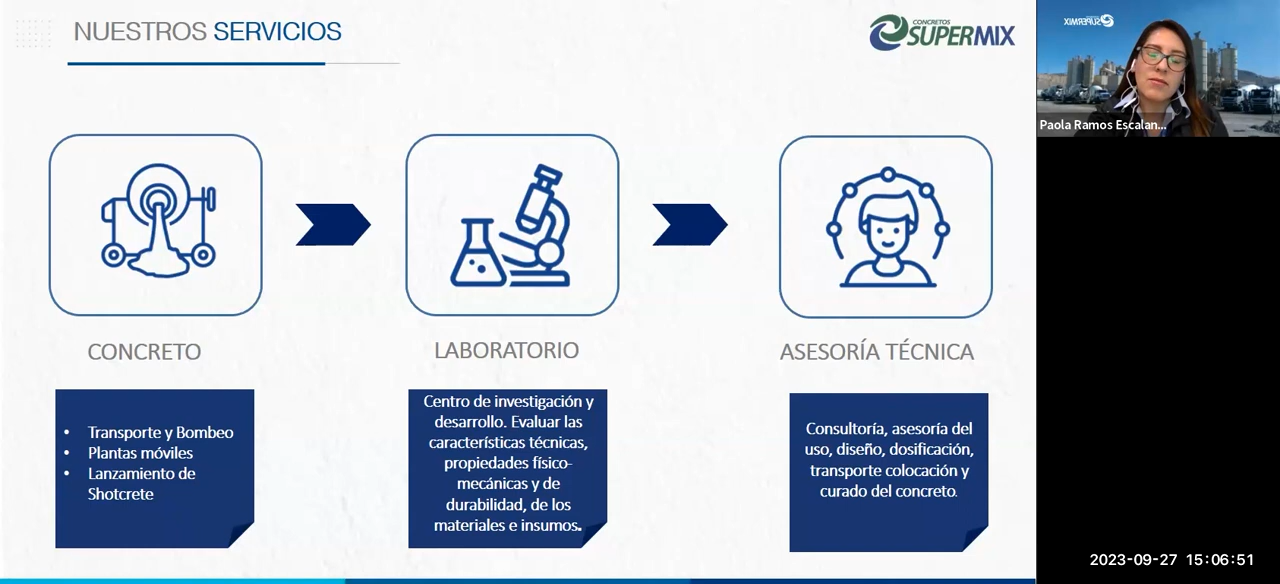 NUESTROS SERVICIOS
CONCRETOS
SUPERMIX
SUPERMIX
Paola Ramos Escalan...
CONCRETO
LABORATORIO
ASESORÍA TÉCNICA
• Transporte y Bombeo
• Plantas móviles
• Lanzamiento de
Shotcrete
Centro de investigación y
desarrollo. Evaluar las
características técnicas,
propiedades físico-
mecánicas y de
durabilidad, de los
materiales e insumos.
Consultoría, asesoría del
uso, diseño, dosificación,
transporte colocación y
curado del concreto.
2023-09-27 15:06:51